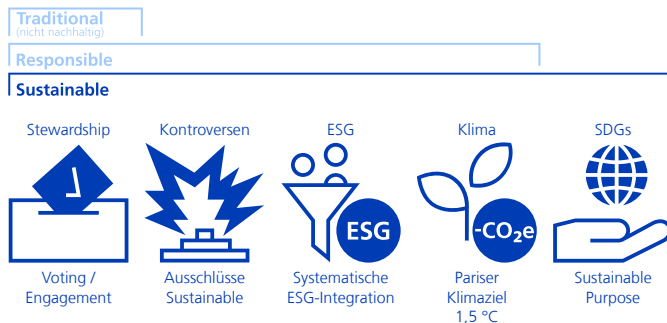 Traditional
(nicht nachhaltig)
Responsible
Sustainable
Stewardship
Kontroversen
ESG
Klima
SDGs
ESG
-CO₂e
Voting /
Engagement
Ausschlüsse
Sustainable
Systematische
ESG-Integration
Pariser
Klimaziel
1,5 ºC
Sustainable
Purpose